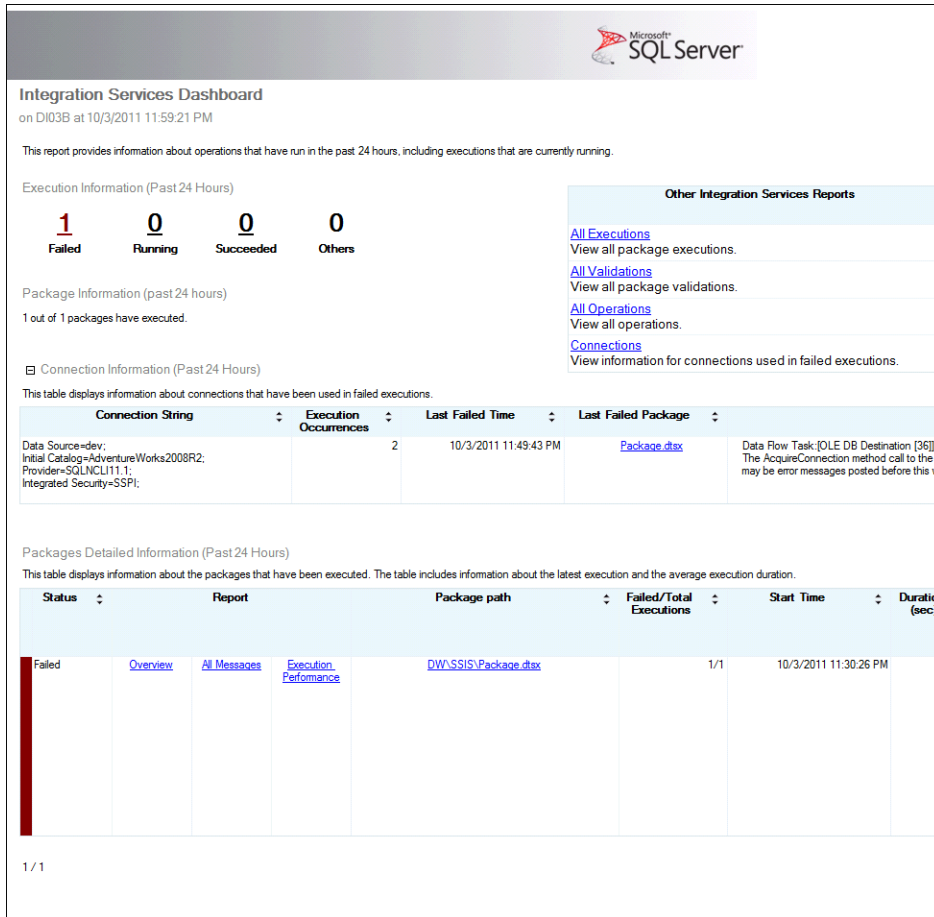 Microsoft®
SQL Server®
Integration Services Dashboard
on DI03B at 10/3/2011 11:59:21 PM
This report provides information about operations that have run in the past 24 hours, including executions that are currently running.
Execution Information (Past 24 Hours)
1 0 0 0
Failed Running Succeeded Others
Other Integration Services Reports
All Executions
View all package executions.
All Validations
View all package validations.
All Operations
View all operations.
Connections
View information for connections used in failed executions.
Package Information (past 24 hours)
1 out of 1 packages have executed.
Connection Information (Past 24 Hours)
This table displays information about connections that have been used in failed executions.
Connection String Execution Last Failed Time Last Failed Package
Occurrences
Data Source=dev; 2 10/3/2011 11:49:43 PM Package.dtsx Data Flow Task:[OLE DB Destination [36]]
Initial Catalog=AdventureWorks2008R2; The AcquireConnection method call to the
Provider=SQLNCLI11.1; may be error messages posted before this
Integrated Security=SSPI;
Packages Detailed Information (Past 24 Hours)
This table displays information about the packages that have been executed. The table includes information about the latest execution and the average execution duration.
Status Report Package path Failed/Total Start Time
Executions (sec
Failed Overview All Messages Execution DW\SSIS\Package.dtsx 1/1 10/3/2011 11:30:26 PM
Performance
1 / 1